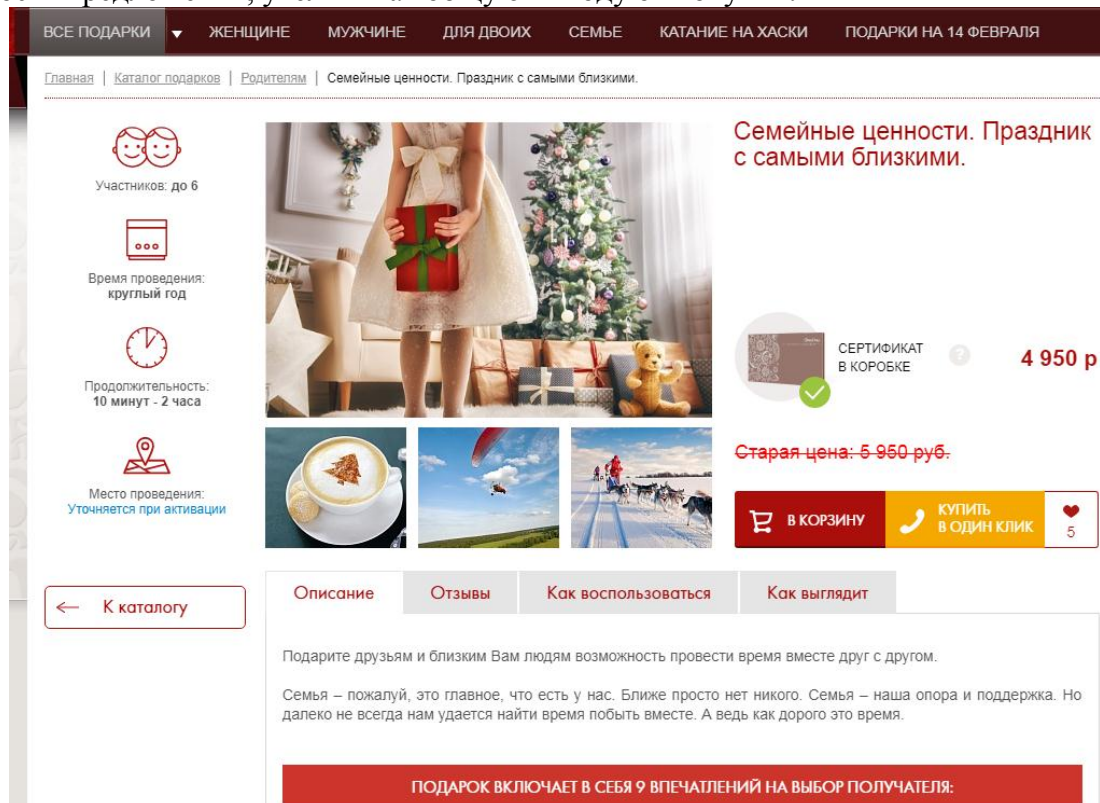 ВСЕ ПОДАРКИ ЖЕНЩИНЕ МУЖЧИНЕ ДЛЯ ДВОИХ СЕМЬЕ КАТАНИЕ НА ХАСКИ ПОДАРКИ НА 14 ФЕВРАЛЯ
Главная | Каталог подарков | Родителям | Семейные ценности. Праздник с самыми близкими.
Участников: до 6
Время проведения:
круглый год
Продолжительность:
10 минут - 2 часа
Место проведения:
Уточняется при активации
Семейные ценности. Праздник
с самыми близкими.
СЕРТИФИКАТ
В КОРОБКЕ
?
4 950 р
Старая цена: 5 950 руб.
В КОРЗИНУ
КУПИТЬ
В ОДИН КЛИК
5
К каталогу
Описание Отзывы Как воспользоваться Как выглядит
Подарите друзьям и близким Вам людям возможность провести время вместе друг с другом.
Семья – пожалуй, это главное, что есть у нас. Ближе просто нет никого. Семья – наша опора и поддержка. Но
далеко не всегда нам удается найти время побыть вместе. А ведь как дорого это время.
ПОДАРОК ВКЛЮЧАЕТ В СЕБЯ 9 ВПЕЧАТЛЕНИЙ НА ВЫБОР ПОЛУЧАТЕЛЯ: